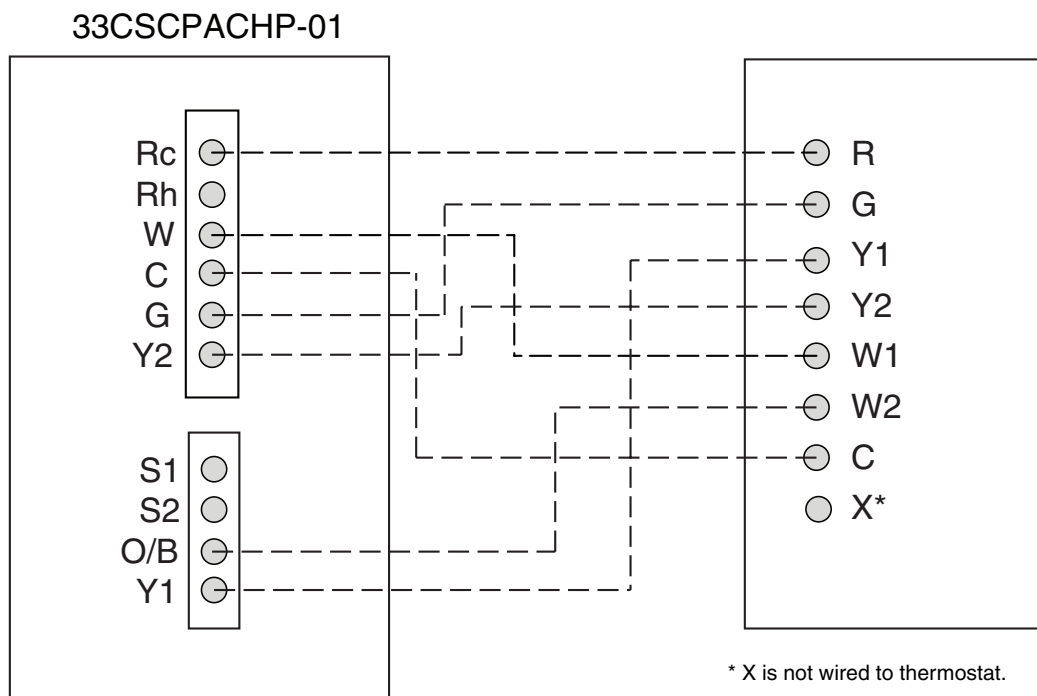 33CSCPACHP-01
Rc
Rh
W
C
G
Y2
S1
S2
O/B
Y1
R
G
Y1
Y2
W1
W2
C
X*
* X is not wired to thermostat.